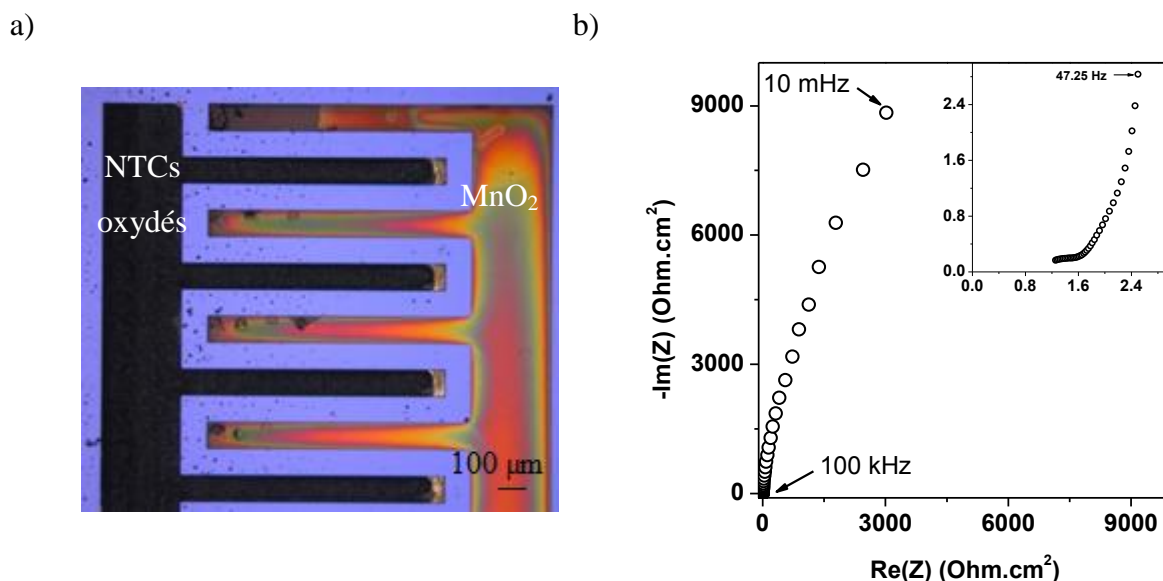 a)
b)
NTCs
oxydés
MnO2
100 µm
9000
6000
3000
0
-Im(Z) (Ohm.cm²)
10 mHz
100 kHz
47.25 Hz
2.4
1.6
0.8
0.0
0.0 0.8 1.6 2.4
0 3000 6000 9000
Re(Z) (Ohm.cm²)